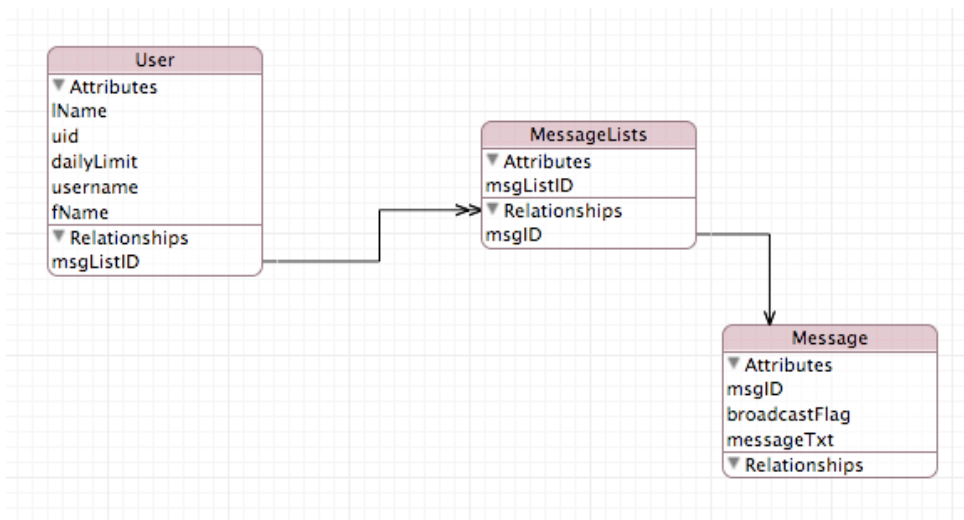 User
Attributes
lName
uid
dailyLimit
username
fName
Relationships
msgListID
MessageLists
Attributes
msgListID
Relationships
msgID
Message
Attributes
msgID
broadcastFlag
messageTxt
Relationships